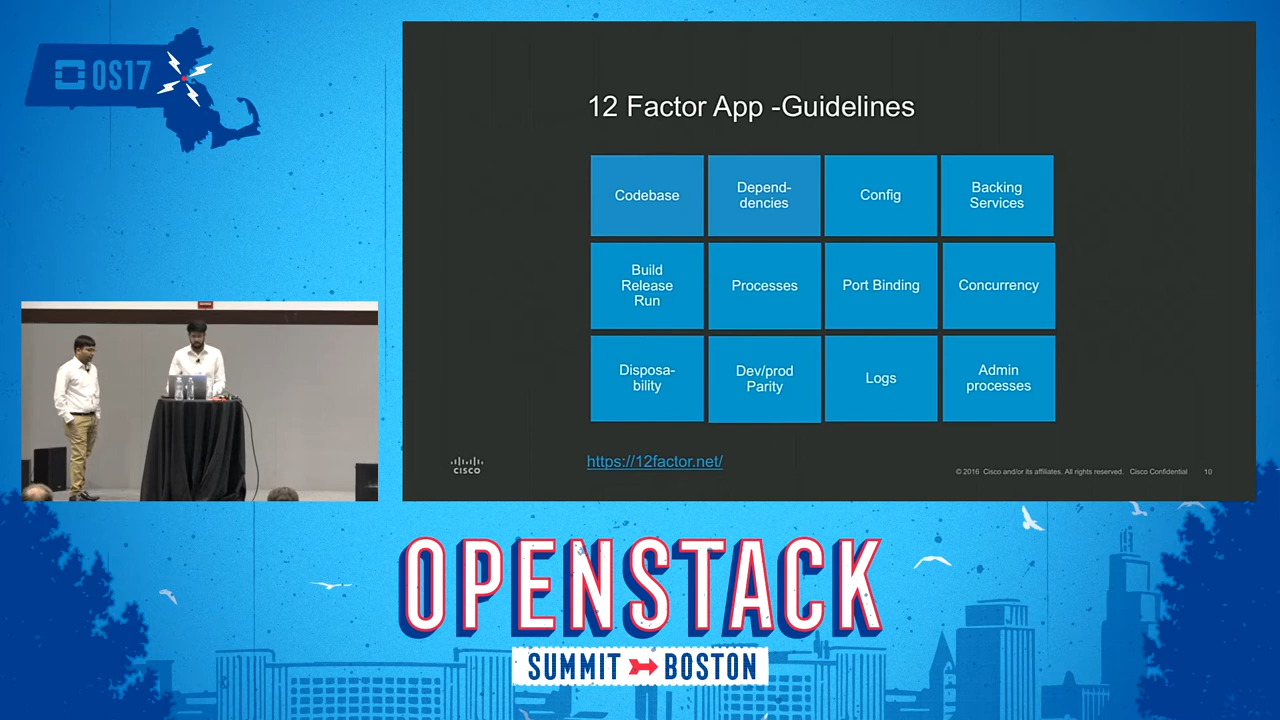 OS17
12 Factor App -Guidelines
Codebase
Depend-
dencies
Config
Backing
Services
Build
Release
Run
Processes
Port Binding
Concurrency
Disposa-
bility
Dev/prod
Parity
Logs
Admin
processes
https://12factor.net/
CISCO
© 2016 Cisco and/or its affiliates. All rights reserved. Cisco Confidential 10
OPENSTACK
SUMMIT BOSTON